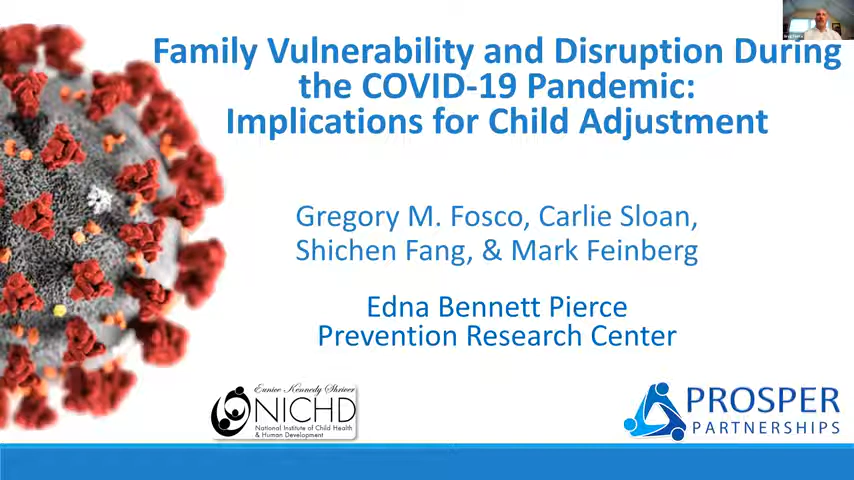 Family Vulnerability and Disruption During
the COVID-19 Pandemic:
Implications for Child Adjustment
Gregory M. Fosco, Carlie Sloan,
Shichen Fang, & Mark Feinberg
Edna Bennett Pierce
Prevention Research Center
Eunice Kennedy Shriver
NICHD
National Institute of Child Health
& Human Development
PROSPER
PARTNERSHIPS